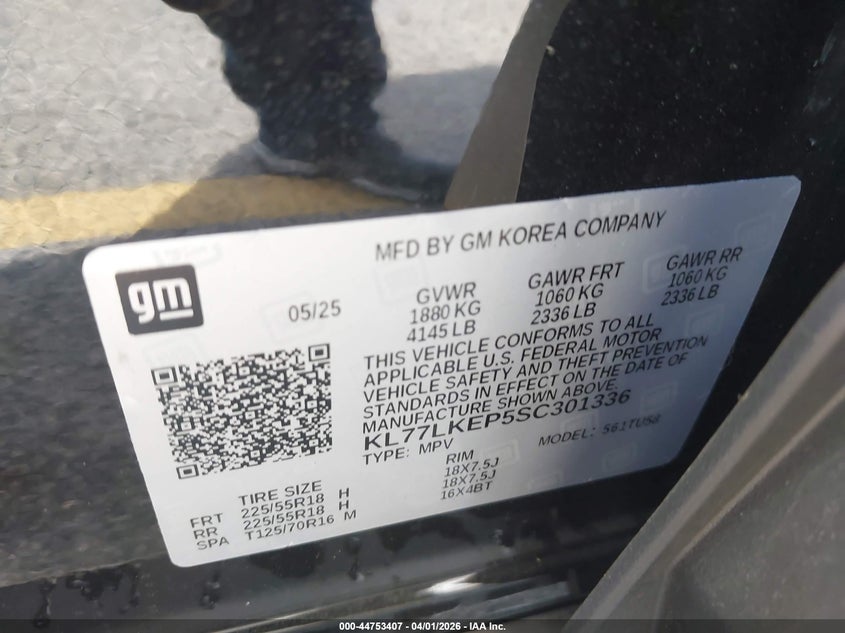 MFD BY GM KOREA COMPANY
gm
05/25
GVWR
1880 KG
4145 LB
GAWR FRT
1060 KG
2336 LB
GAWR RR
1060 KG
2336 LB
THIS VEHICLE CONFORMS TO ALL
APPLICABLE U.S. FEDERAL MOTOR
VEHICLE SAFETY AND THEFT PREVENTION
STANDARDS IN EFFECT ON THE DATE OF
MANUFACTURE SHOWN ABOVE.
KL77LKEP5SC301336
TYPE: MPV
MODEL: 561TU58
TIRE SIZE RIM
FRT 225/55R18 H 18X7.5J
RR 225/55R18 H 18X7.5J
SPA T125/70R16 M 16X4BT
000-44753407 - 04/01/2026 - IAA Inc.